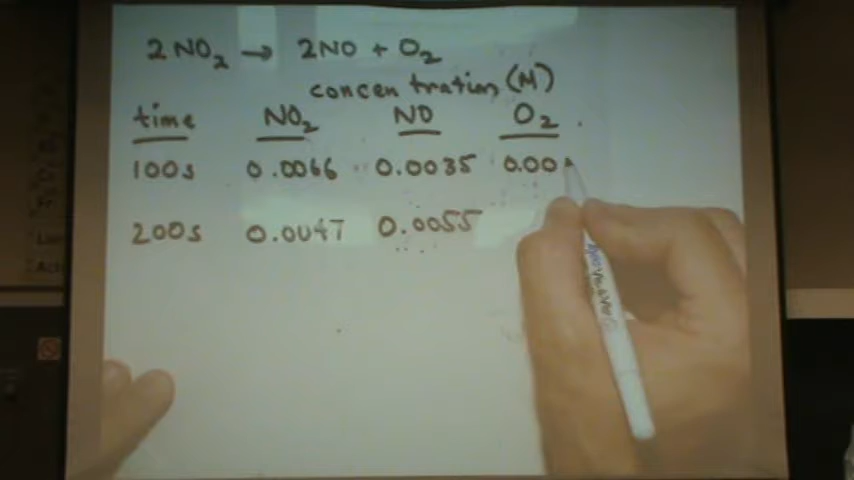 2NO₂ → 2NO + O₂
concentration (M)
time NO₂ NO O₂
100s 0.0066 0.0035 0.00
200s 0.0047 0.0055